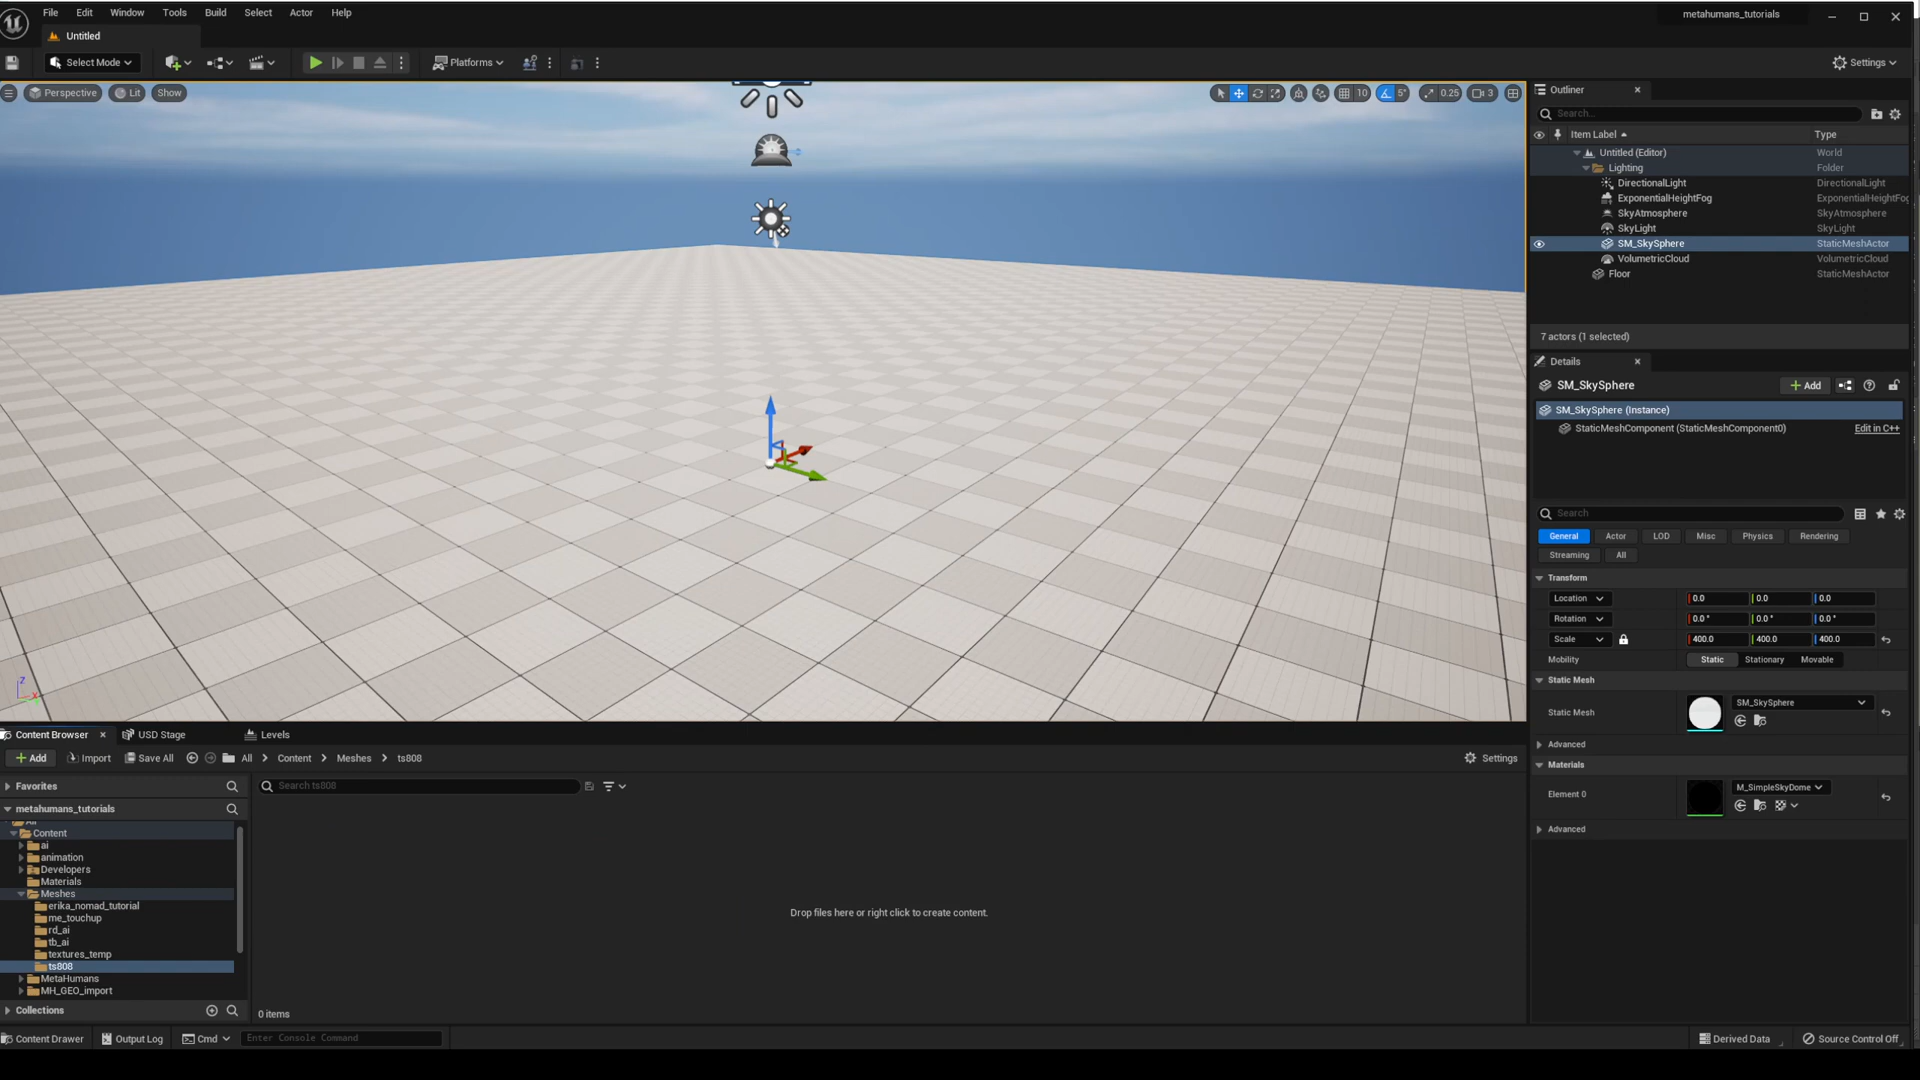 File Edit Window Tools Build Select Actor Help
metahumans_tutorials
Untitled
Select Mode
Platforms
Settings
Perspective Lit Show
10 5° 0.25 3
Outliner
Search...
Item Label Type
Untitled (Editor) World
Lighting Folder
DirectionalLight DirectionalLight
ExponentialHeightFog ExponentialHeightFog
SkyAtmosphere SkyAtmosphere
SkyLight SkyLight
SM_SkySphere StaticMeshActor
VolumetricCloud VolumetricCloud
Floor StaticMeshActor
7 actors (1 selected)
Details
SM_SkySphere
Add
SM_SkySphere (Instance)
StaticMeshComponent (StaticMeshComponent0) Edit in C++
Search
General Actor LOD Misc Physics Rendering
Streaming All
Transform
Location 0.0 0.0 0.0
Rotation 0.0 ° 0.0 ° 0.0 °
Scale 400.0 400.0 400.0
Mobility Static Stationary Movable
Static Mesh
Static Mesh SM_SkySphere
Advanced
Materials
Element 0 M_SimpleSkyDome
Advanced
Z
X
Content Browser USD Stage Levels
Add Import Save All All Content Meshes ts808 Settings
Favorites
Search ts808
metahumans_tutorials
All
Content
ai
animation
Developers
Materials
Meshes
erika_nomad_tutorial
me_touchup
rd_ai
tb_ai
textures_temp
ts808
MetaHumans
MH_GEO_import
Drop files here or right click to create content.
Collections
0 items
Content Drawer Output Log Cmd Enter Console Command
Derived Data Source Control Off